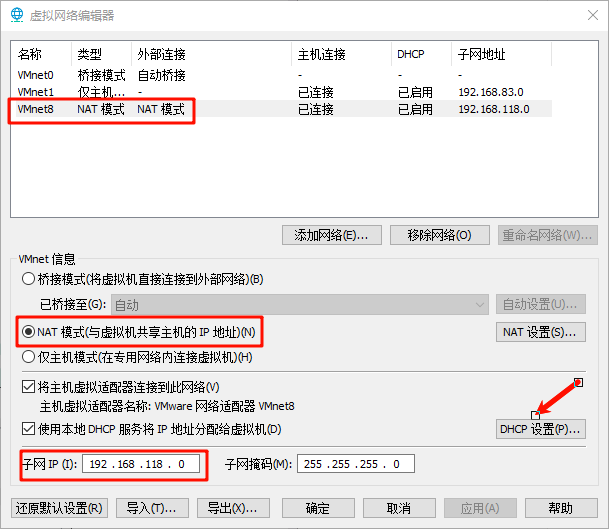 虚拟网络编辑器
名称 类型 外部连接 主机连接 DHCP 子网地址
VMnet0 桥接模式 自动桥接 - - -
VMnet1 仅主机... - 已连接 已启用 192.168.83.0
VMnet8 NAT 模式 NAT 模式 已连接 已启用 192.168.118.0
添加网络(E)... 移除网络(O) 重命名网络(W)...
VMnet 信息
桥接模式(将虚拟机直接连接到外部网络)(B)
已桥接至(G): 自动 自动设置(U)...
NAT 模式(与虚拟机共享主机的 IP 地址)(N) NAT 设置(S)...
仅主机模式(在专用网络内连接虚拟机)(H)
将主机虚拟适配器连接到此网络(V)
主机虚拟适配器名称: VMware 网络适配器 VMnet8
使用本地 DHCP 服务将 IP 地址分配给虚拟机(D) DHCP 设置(P)...
子网 IP (I): 192 .168 .118 . 0 子网掩码(M): 255 .255 .255 . 0
还原默认设置(R) 导入(T)... 导出(X)... 确定 取消 应用(A) 帮助